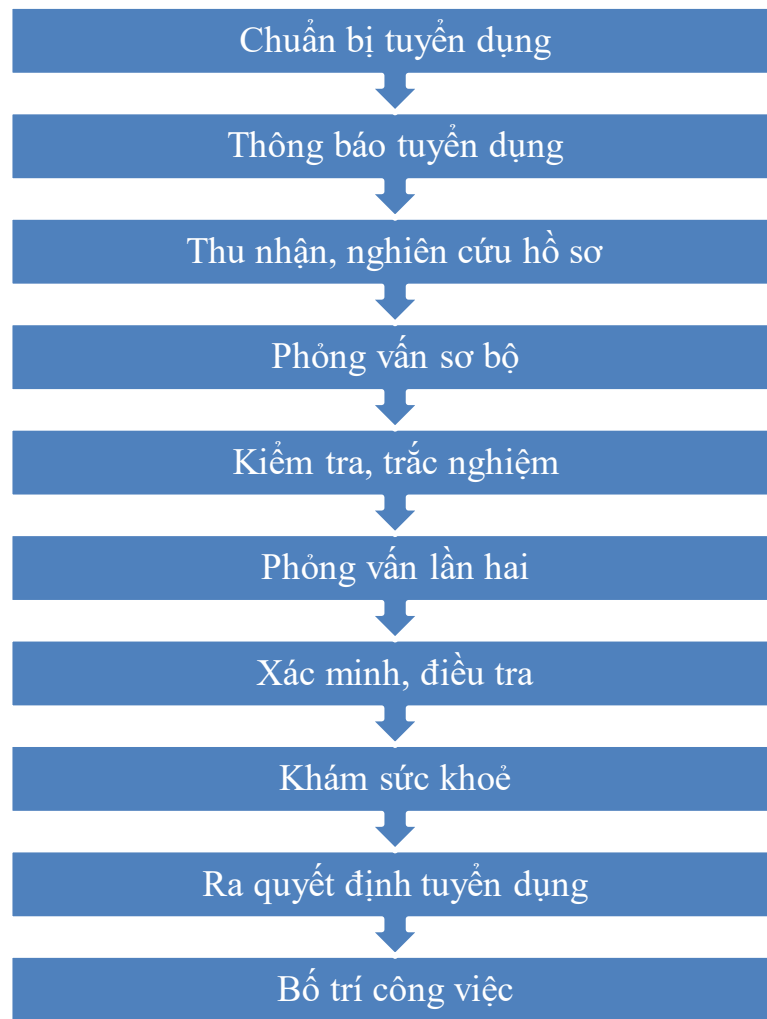 Chuẩn bị tuyển dụng
Thông báo tuyển dụng
Thu nhận, nghiên cứu hồ sơ
Phỏng vấn sơ bộ
Kiểm tra, trắc nghiệm
Phỏng vấn lần hai
Xác minh, điều tra
Khám sức khoẻ
Ra quyết định tuyển dụng
Bố trí công việc